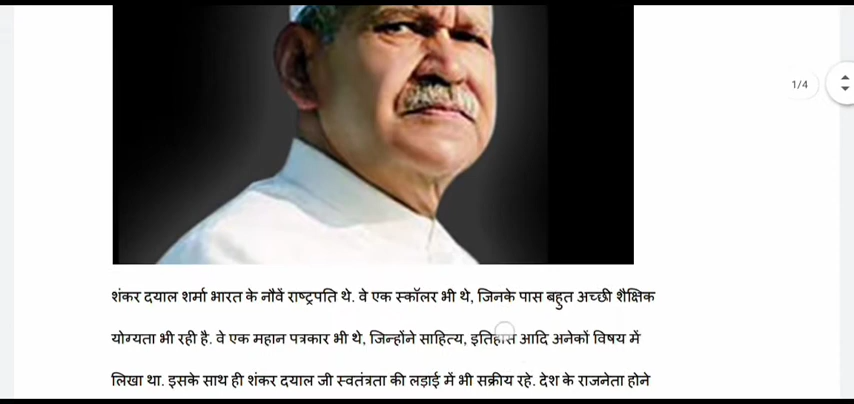 1/4
शंकर दयाल शर्मा भारत के नौवें राष्ट्रपति थे. वे एक स्कॉलर भी थे, जिनके पास बहुत अच्छी शैक्षिक
योग्यता भी रही है. वे एक महान पत्रकार भी थे, जिन्होंने साहित्य, इतिहास आदि अनेकों विषय में
लिखा था. इसके साथ ही शंकर दयाल जी स्वतंत्रता की लड़ाई में भी सक्रीय रहे. देश के राजनेता होने